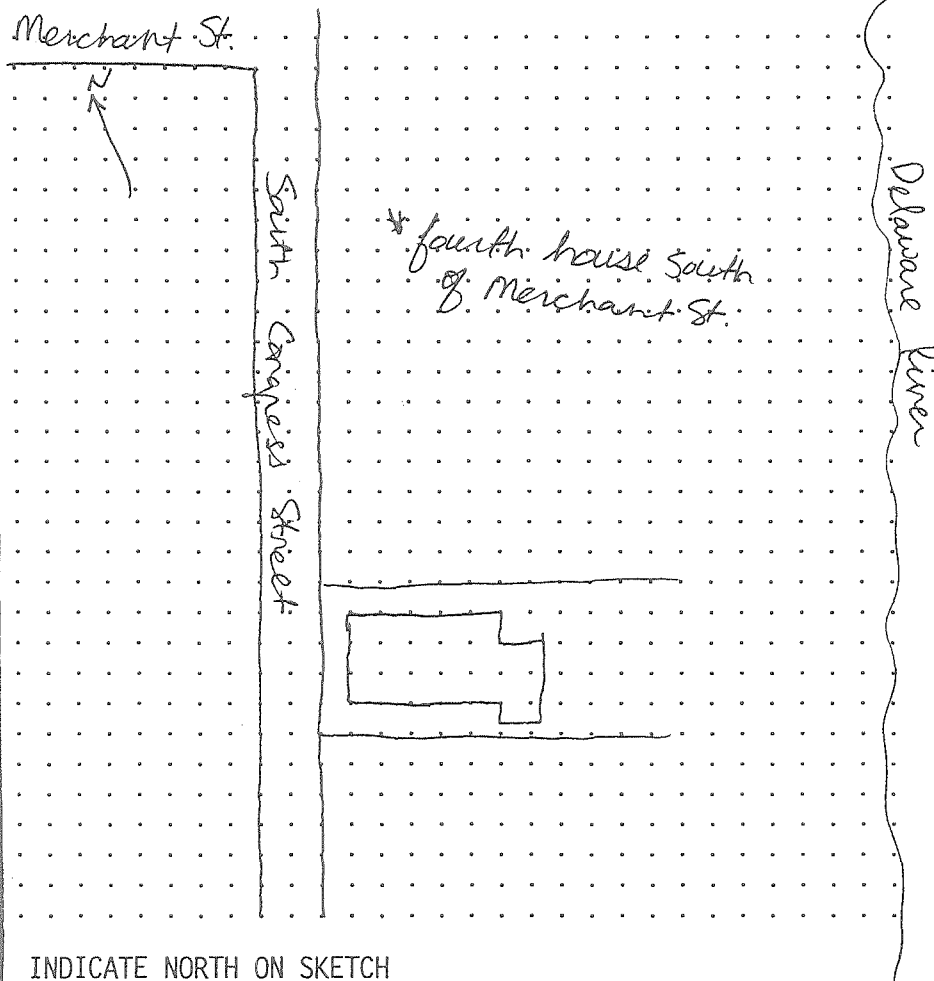 Merchant St.
N
South Congress Street
* fourth house South
of Merchant St.
Delaware River
INDICATE NORTH ON SKETCH